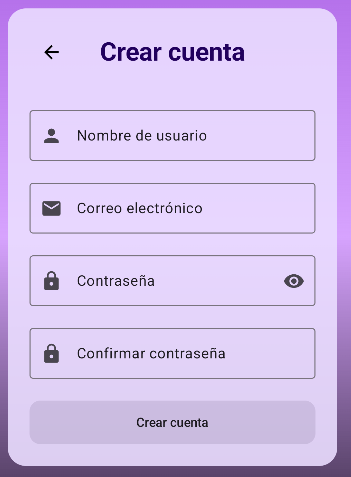 Crear cuenta
Nombre de usuario
Correo electrónico
Contraseña
Confirmar contraseña
Crear cuenta